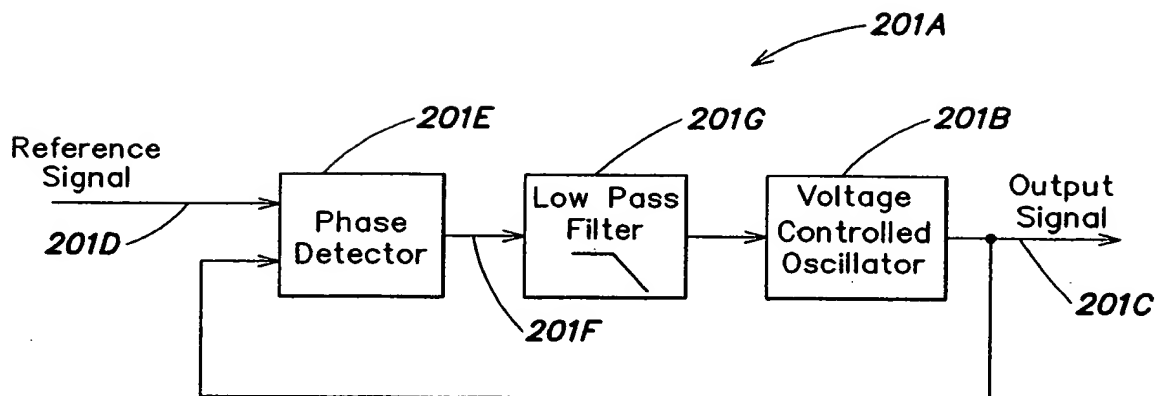 201A
201E
201G
201B
Reference
Signal
201D
Phase
Detector
201F
Low Pass
Filter
Voltage
Controlled
Oscillator
Output
Signal
201C